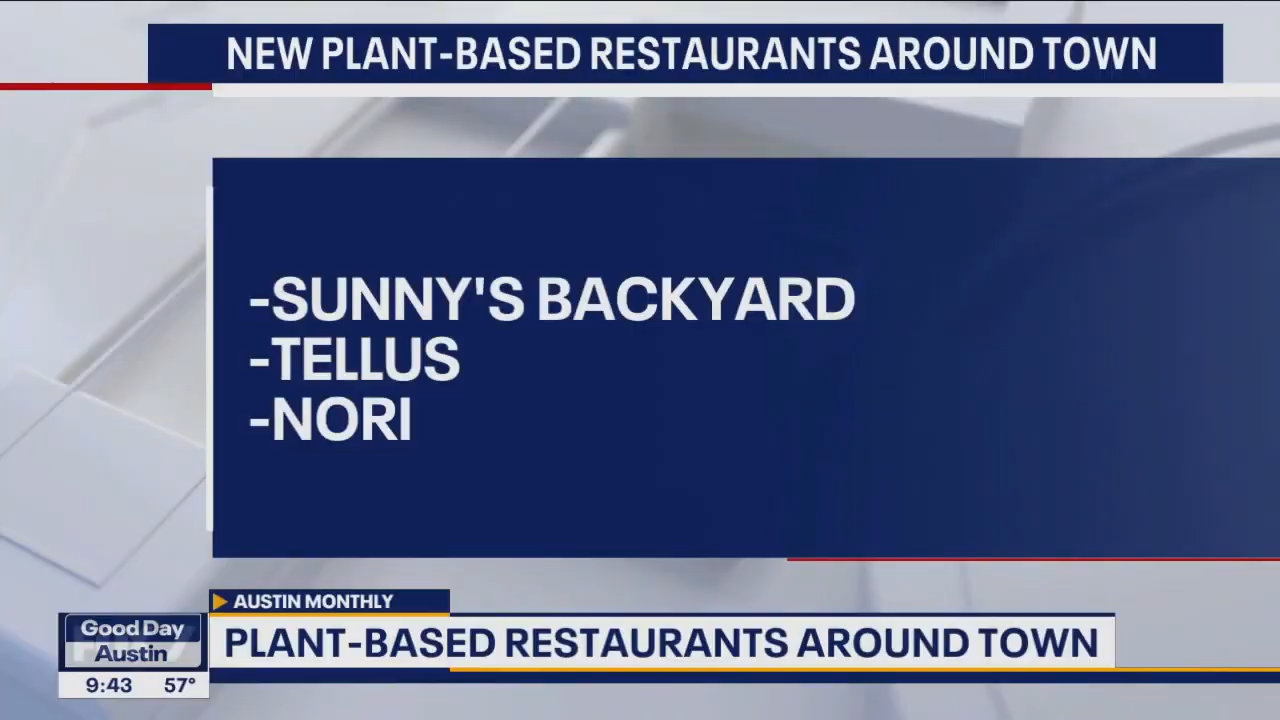 NEW PLANT-BASED RESTAURANTS AROUND TOWN
-SUNNY'S BACKYARD
-TELLUS
-NORI
AUSTIN MONTHLY
PLANT-BASED RESTAURANTS AROUND TOWN
Good Day
Austin
9:43 57°